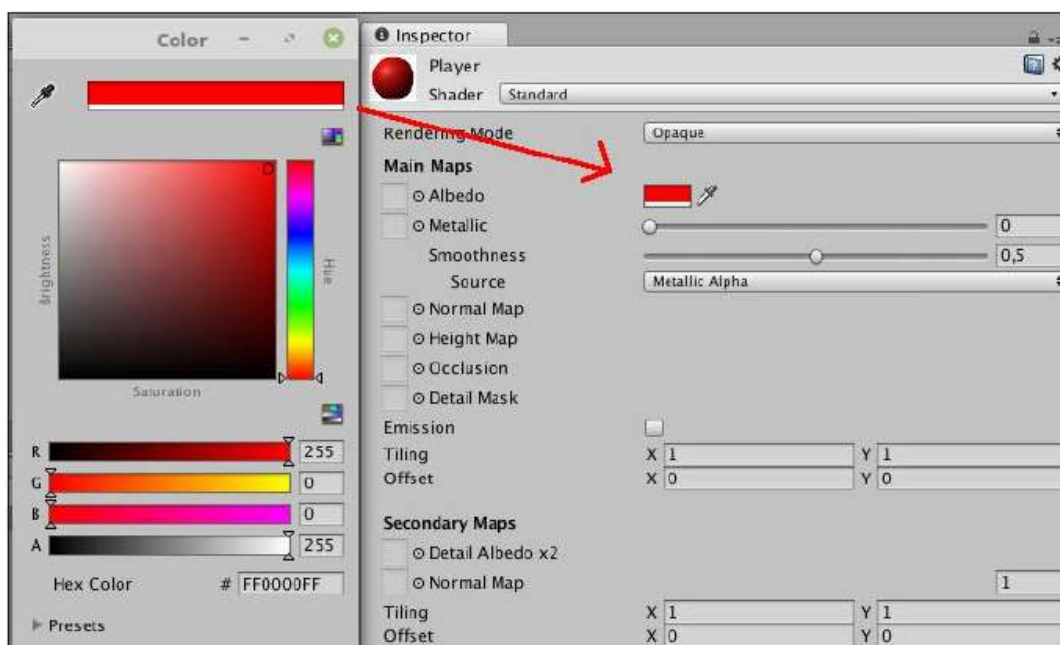 Color
Brightness
Hue
Saturation
R 255
G 0
B 0
A 255
Hex Color # FF0000FF
Presets
Inspector
Player
Shader Standard
Rendering Mode Opaque
Main Maps
Albedo
Metallic 0
Smoothness 0,5
Source Metallic Alpha
Normal Map
Height Map
Occlusion
Detail Mask
Emission
Tiling X 1 Y 1
Offset X 0 Y 0
Secondary Maps
Detail Albedo x2
Normal Map 1
Tiling X 1 Y 1
Offset X 0 Y 0